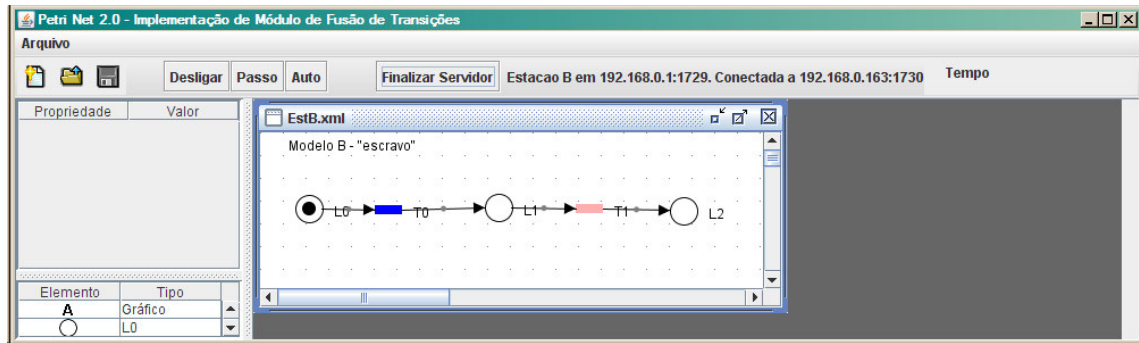 Petri Net 2.0 - Implementação de Módulo de Fusão de Transições
Arquivo
Desligar Passo Auto Finalizar Servidor Estacao B em 192.168.0.1:1729. Conectada a 192.168.0.163:1730 Tempo
Propriedade Valor
EstB.xml
Modelo B - "escravo"
L0 T0 L1 T1 L2
Elemento Tipo
A Gráfico
L0